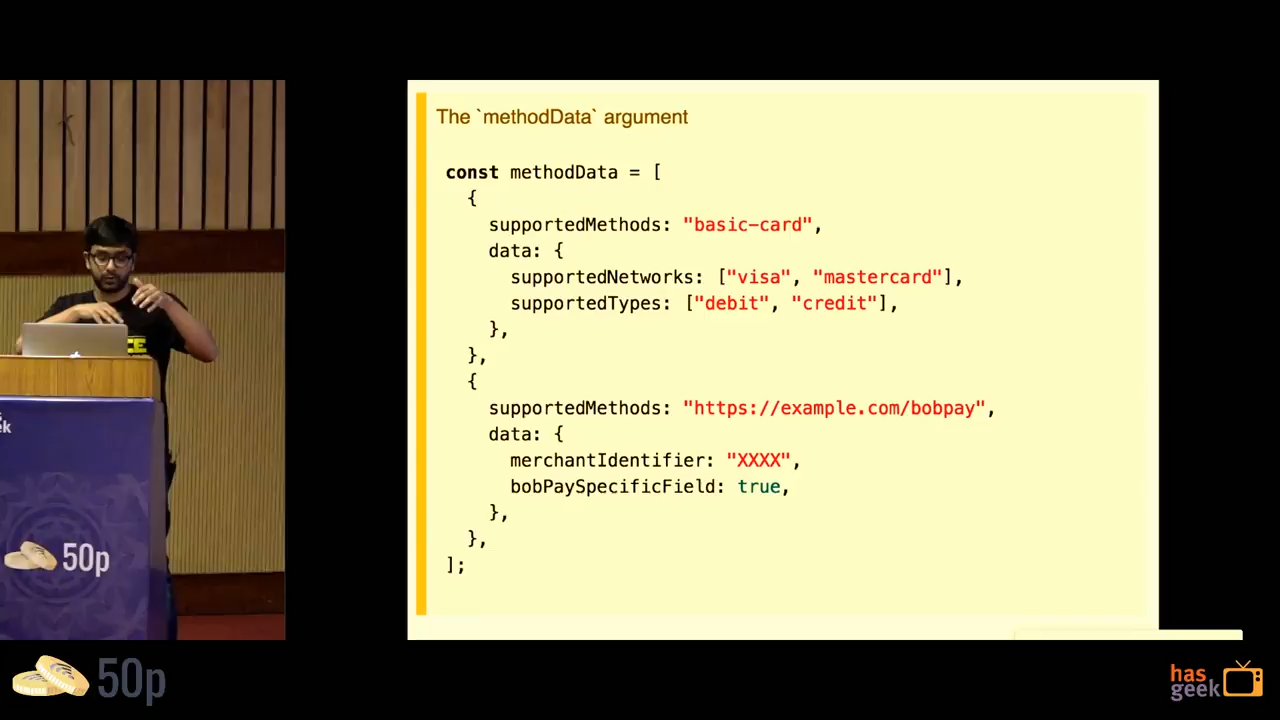 The `methodData` argument
const methodData = [
{
supportedMethods: "basic-card",
data: {
supportedNetworks: ["visa", "mastercard"],
supportedTypes: ["debit", "credit"],
},
},
{
supportedMethods: "https://example.com/bobpay",
data: {
merchantIdentifier: "XXXX",
bobPaySpecificField: true,
},
},
];
50p
50p
has
geek